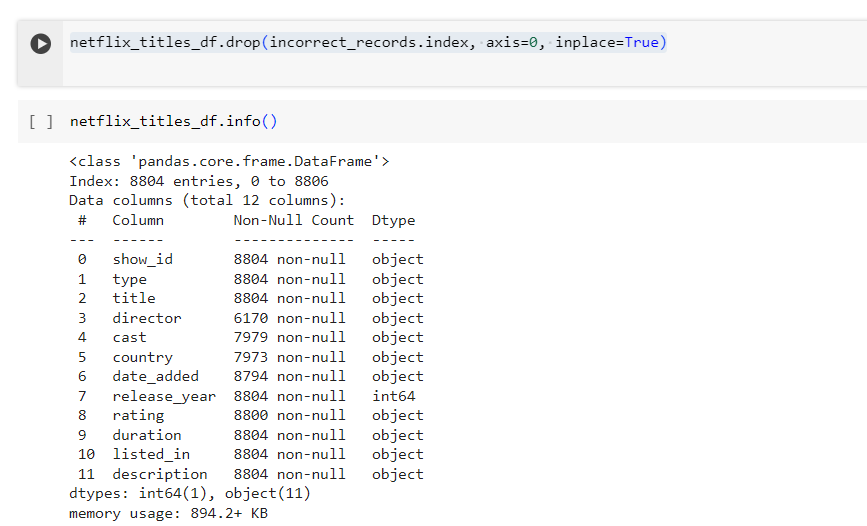 netflix_titles_df.drop(incorrect_records.index, axis=0, inplace=True)
[ ] netflix_titles_df.info()
<class 'pandas.core.frame.DataFrame'>
Index: 8804 entries, 0 to 8806
Data columns (total 12 columns):
 #   Column        Non-Null Count  Dtype
---  ------        --------------  -----
 0   show_id       8804 non-null   object
 1   type          8804 non-null   object
 2   title         8804 non-null   object
 3   director      6170 non-null   object
 4   cast          7979 non-null   object
 5   country       7973 non-null   object
 6   date_added    8794 non-null   object
 7   release_year  8804 non-null   int64
 8   rating        8800 non-null   object
 9   duration      8804 non-null   object
 10  listed_in     8804 non-null   object
 11  description   8804 non-null   object
dtypes: int64(1), object(11)
memory usage: 894.2+ KB